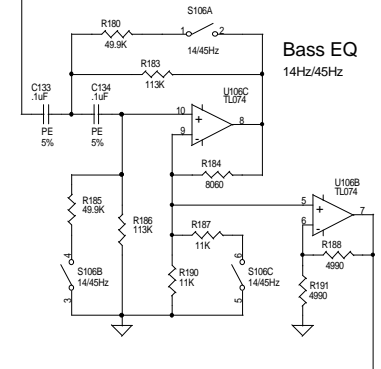 S106A
R180
1
2
49.9K
14/45Hz
Bass EQ
14Hz/45Hz
R183
113K
U106C
TL074
C133
.1uF
C134
.1uF
10
+
8
9
-
PE
5%
PE
5%
R184
8060
U106B
TL074
5
+
7
6
-
R185
49.9K
R186
113K
R187
11K
R188
4990
4
S106B
14/45Hz
3
R190
11K
6
S106C
14/45Hz
5
R191
4990